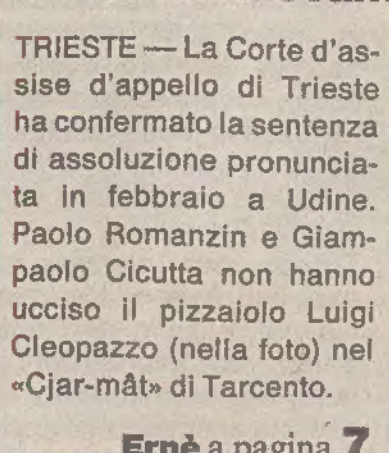 TRIESTE — La Corte d'as-
sise d'appello di Trieste
ha confermato la sentenza
di assoluzione pronuncia-
ta in febbraio a Udine.
Paolo Romanzin e Giam-
paolo Cicutta non hanno
ucciso il pizzaiolo Luigi
Cleopazzo (nella foto) nel
«Cjar-mât» di Tarcento.
Ernè a pagina 7